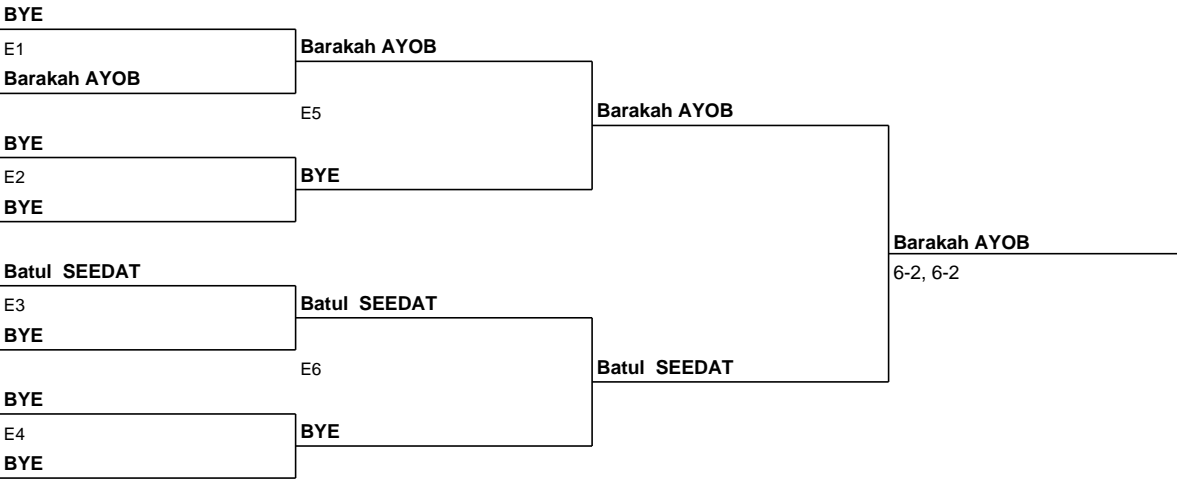 BYE
E1
Barakah AYOB
BYE
E2
BYE
Batul  SEEDAT
E3
BYE
BYE
E4
BYE
Barakah AYOB
E5
BYE
Batul  SEEDAT
E6
BYE
Barakah AYOB
Batul  SEEDAT
Barakah AYOB
6-2, 6-2